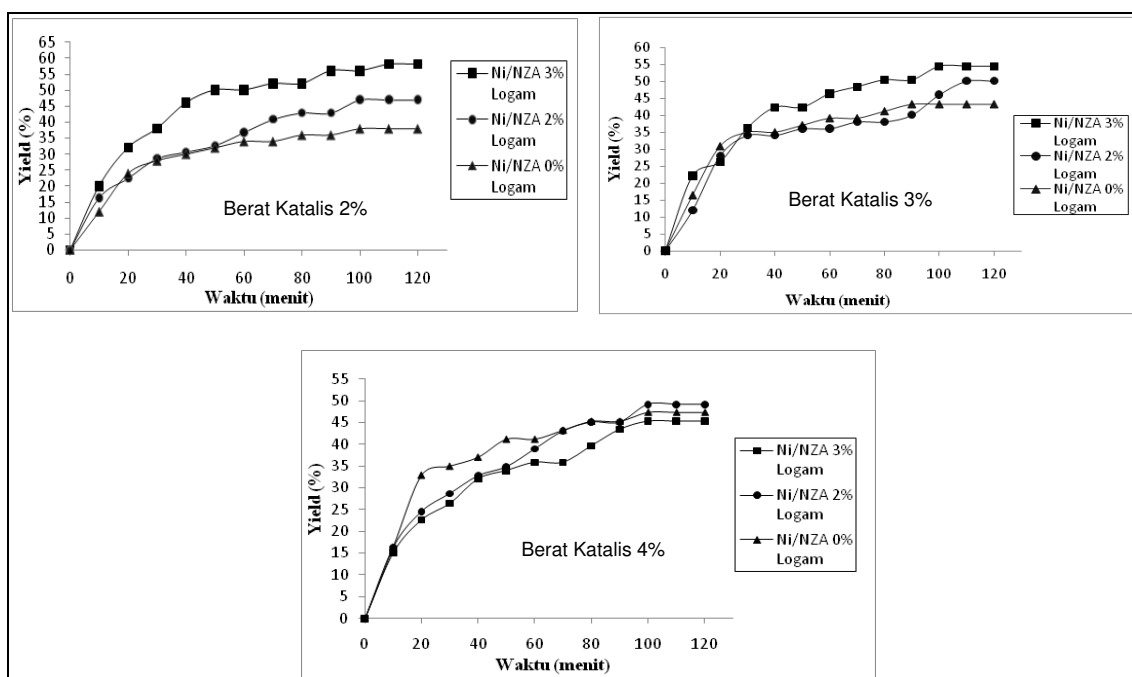 65
60
55
50
45
40
35
30
25
20
15
10
5
0
Yield (%)
0 20 40 60 80 100 120
Waktu (menit)
Berat Katalis 2%
Ni/NZA 3%
Logam
Ni/NZA 2%
Logam
Ni/NZA 0%
Logam
60
55
50
45
40
35
30
25
20
15
10
5
0
Yield (%)
0 20 40 60 80 100 120
Waktu (menit)
Berat Katalis 3%
Ni/NZA 3%
Logam
Ni/NZA 2%
Logam
Ni/NZA 0%
Logam
55
50
45
40
35
30
25
20
15
10
5
0
Yield (%)
0 20 40 60 80 100 120
Waktu (menit)
Berat Katalis 4%
Ni/NZA 3%
Logam
Ni/NZA 2%
Logam
Ni/NZA 0%
Logam